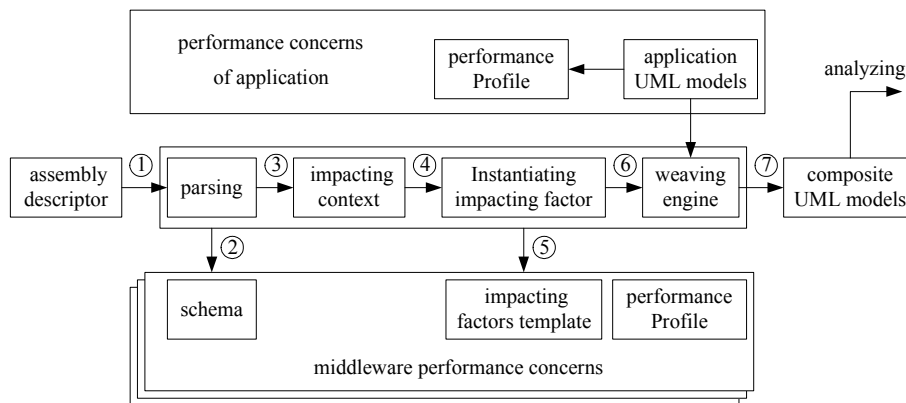 performance concerns
of application
performance
Profile
application
UML models
analyzing
assembly
descriptor
①
parsing
③
impacting
context
④
Instantiating
impacting factor
⑥
weaving
engine
⑦
composite
UML models
②
⑤
schema
impacting
factors template
performance
Profile
middleware performance concerns